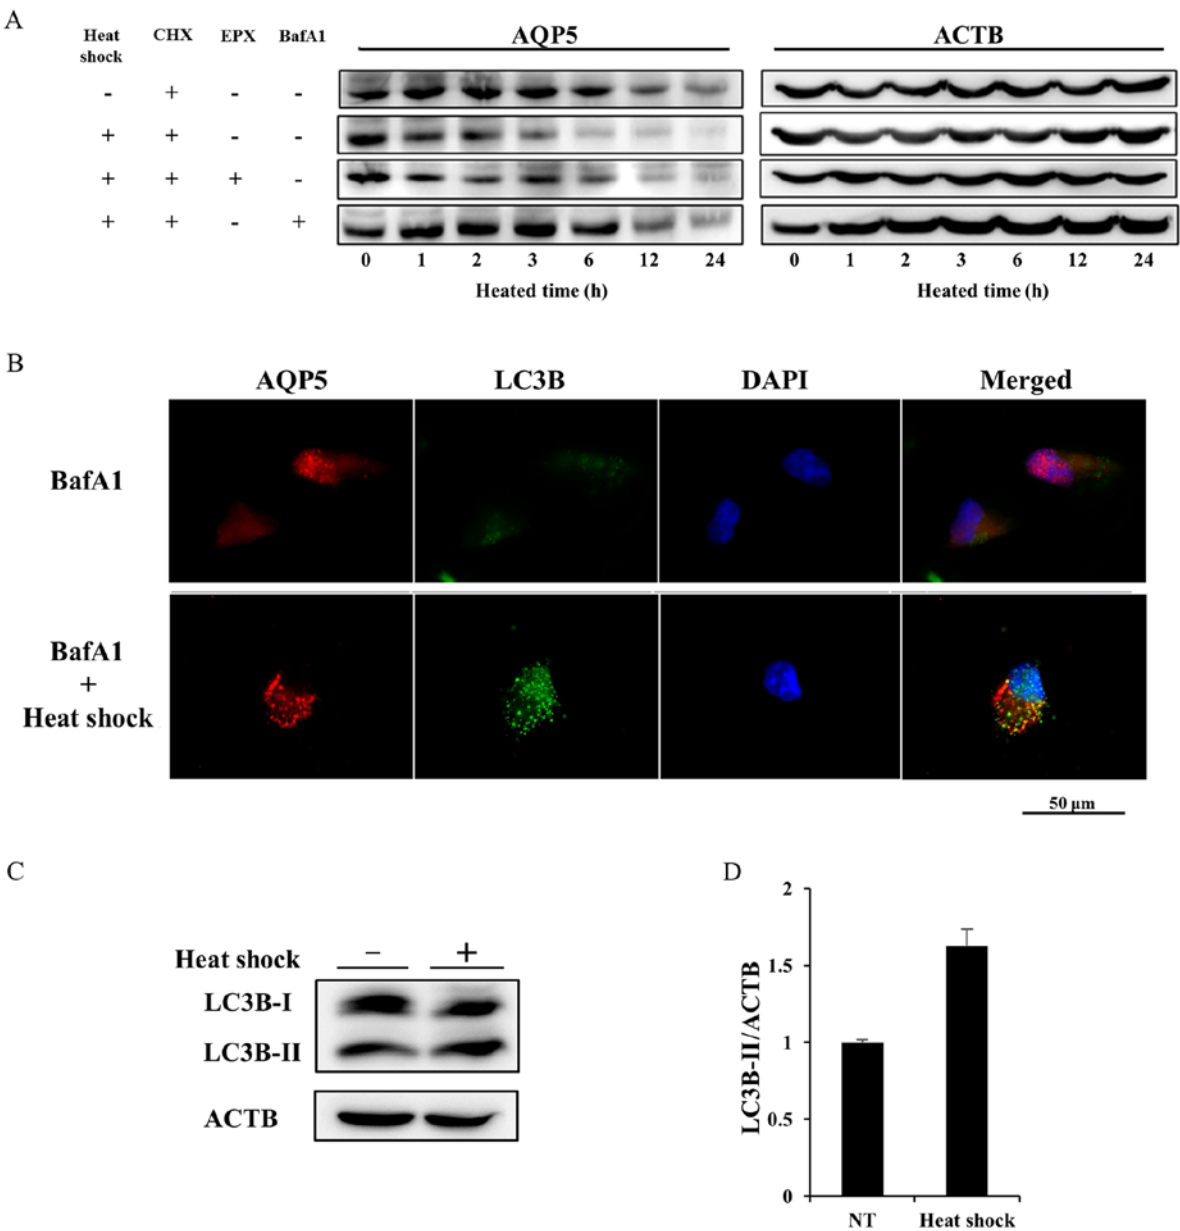 A
Heat shock CHX EPX BafA1 AQP5 ACTB
- + - -
+ + - -
+ + + -
+ + - +
0 1 2 3 6 12 24 0 1 2 3 6 12 24
Heated time (h) Heated time (h)
B
AQP5 LC3B DAPI Merged
BafA1
BafA1
+
Heat shock
50 µm
C
Heat shock − +
LC3B-I
LC3B-II
ACTB
D
LC3B-II/ACTB
2
1.5
1
0.5
0
NT Heat shock